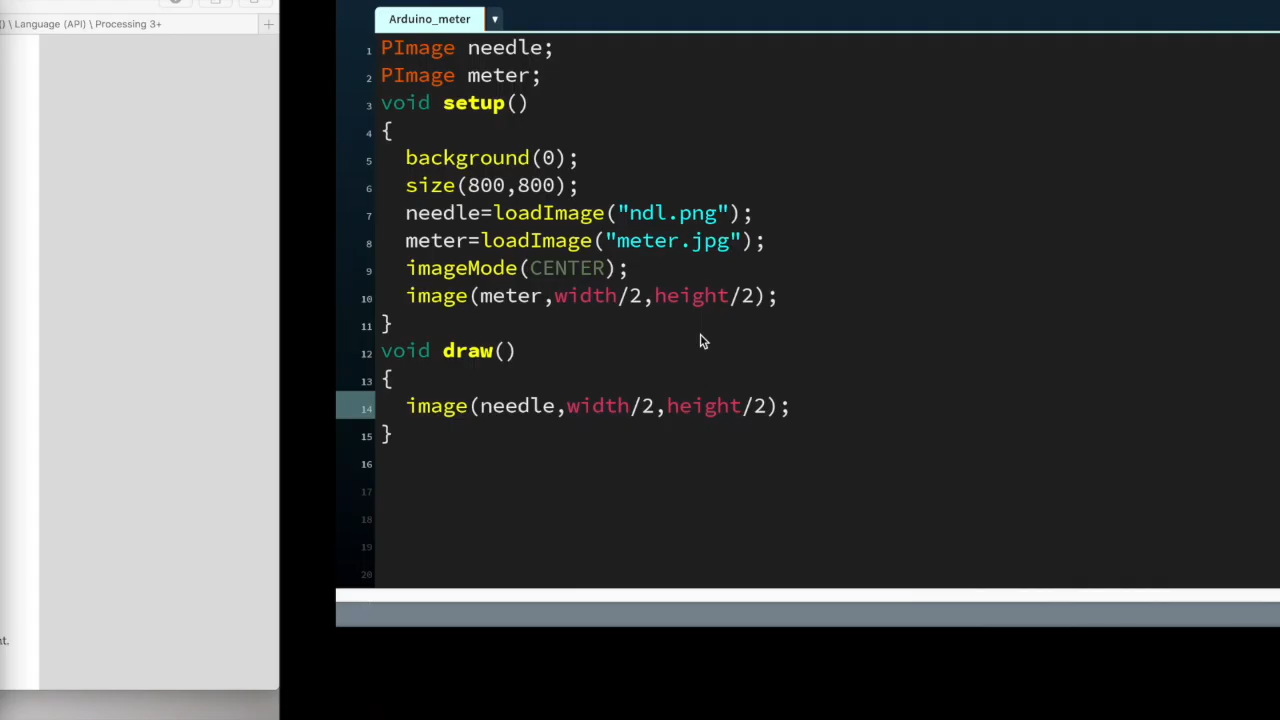 ) \ Language (API) \ Processing 3+
nt.
Arduino_meter
1 PImage needle;
2 PImage meter;
3 void setup()
4 {
5 background(0);
6 size(800,800);
7 needle=loadImage("ndl.png");
8 meter=loadImage("meter.jpg");
9 imageMode(CENTER);
10 image(meter,width/2,height/2);
11 }
12 void draw()
13 {
14 image(needle,width/2,height/2);
15 }
16
17
18
19
20